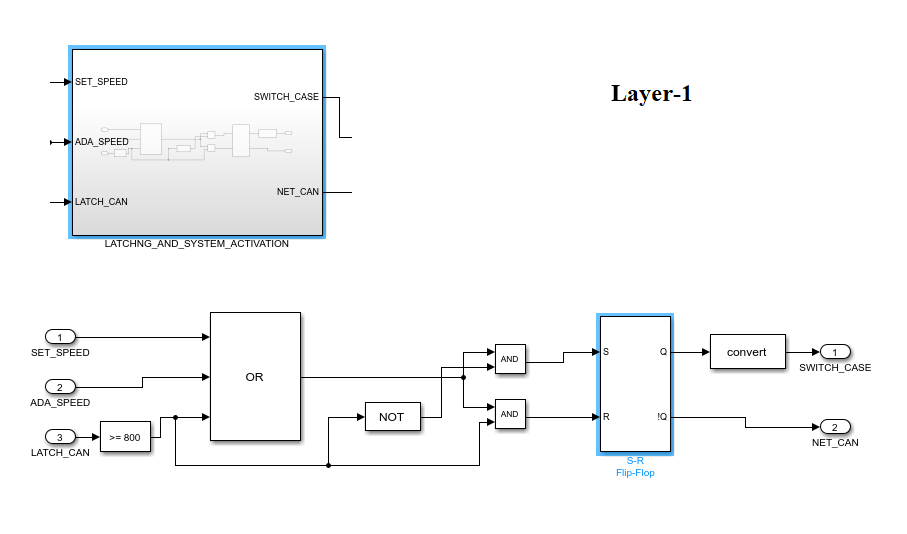 SET_SPEED
SWITCH_CASE
Layer-1
ADA_SPEED
NET_CAN
LATCH_CAN
LATCHNG_AND_SYSTEM_ACTIVATION
1
SET_SPEED
2
ADA_SPEED
3
LATCH_CAN
>= 800
OR
NOT
AND
AND
S
Q
R
!Q
S-R
Flip-Flop
convert
1
SWITCH_CASE
2
NET_CAN